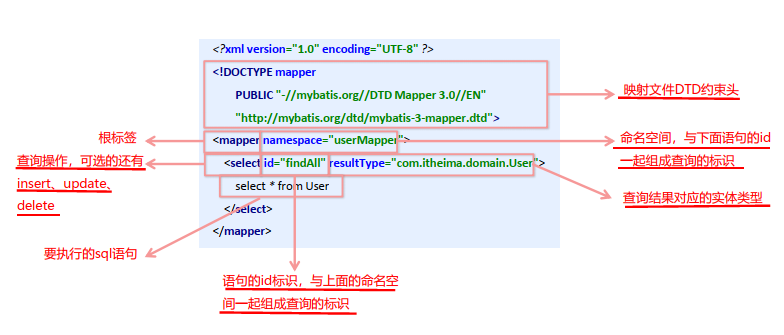 <?xml version="1.0" encoding="UTF-8" ?>
<!DOCTYPE mapper
PUBLIC "-//mybatis.org//DTD Mapper 3.0//EN"
"http://mybatis.org/dtd/mybatis-3-mapper.dtd">
映射文件DTD约束头
根标签
<mapper namespace="userMapper">
命名空间，与下面语句的id
一起组成查询的标识
查询操作，可选的还有
insert、update、
delete
<select id="findAll" resultType="com.itheima.domain.User">
select * from User
</select>
</mapper>
查询结果对应的实体类型
要执行的sql语句
语句的id标识，与上面的命名空
间一起组成查询的标识